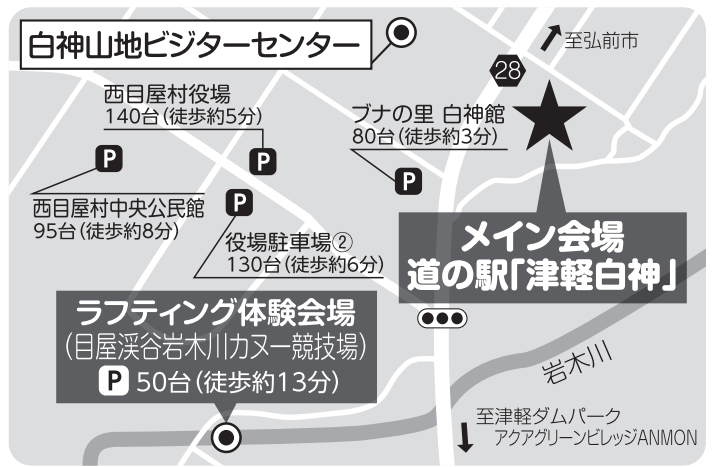 白神山地ビジターセンター
至弘前市
28
西目屋村役場
140台（徒歩約5分）
P
P
ブナの里 白神館
80台（徒歩約3分）
P
西目屋村中央公民館
95台（徒歩約8分）
P
役場駐車場②
130台（徒歩約6分）
メイン会場
道の駅「津軽白神」
ラフティング体験会場
（目屋渓谷岩木川カヌー競技場）
P 50台（徒歩約13分）
岩木川
至津軽ダムパーク
アクアグリーンビレッジANMON